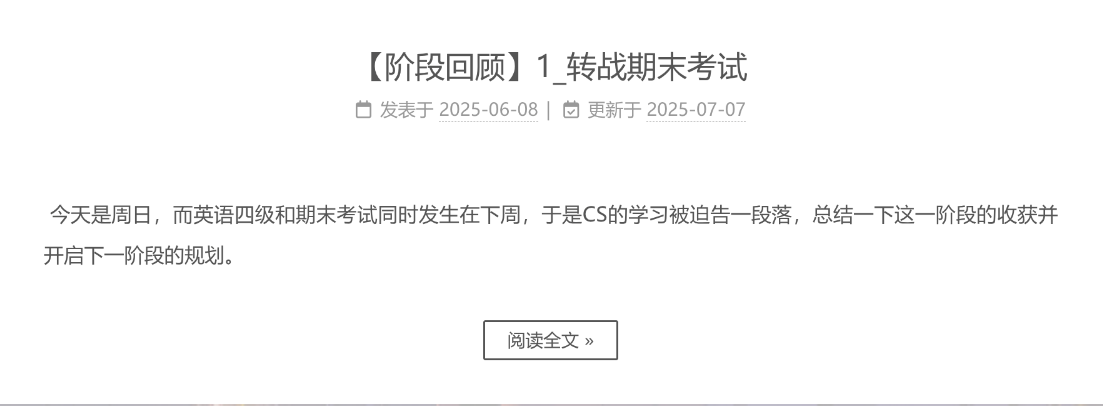 【阶段回顾】1_转战期末考试
发表于 2025-06-08 | 更新于 2025-07-07
今天是周日，而英语四级和期末考试同时发生在下周，于是CS的学习被迫告一段落，总结一下这一阶段的收获并
开启下一阶段的规划。
阅读全文 »